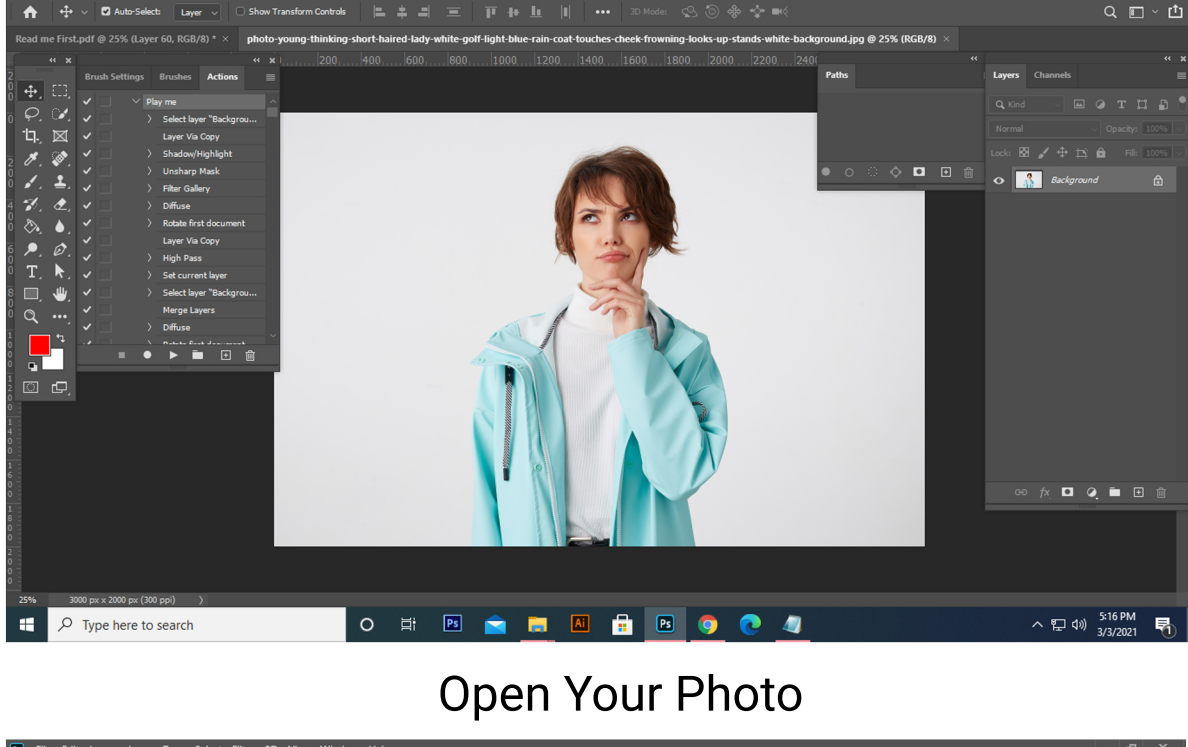 Auto-Select: Layer Show Transform Controls ••• 3D Mode:
Read me First.pdf @ 25% (Layer 60, RGB/8) * × photo-young-thinking-short-haired-lady-white-golf-light-blue-rain-coat-touches-cheek-frowning-looks-up-stands-white-background.jpg @ 25% (RGB/8) ×
200 400 600 800 1000 1200 1400 1600 1800 2000 2200 2400
Brush Settings Brushes Actions
Play me
Select layer "Backgrou...
Layer Via Copy
Shadow/Highlight
Unsharp Mask
Filter Gallery
Diffuse
Rotate first document
Layer Via Copy
High Pass
Set current layer
Select layer "Backgrou...
Merge Layers
Diffuse
Paths
Layers Channels
Kind
Normal Opacity: 100%
Lock: Fill: 100%
Background
fx
25% 3000 px x 2000 px (300 ppi)
Type here to search Ps Ai Ps
5:16 PM
3/3/2021
1
Open Your Photo